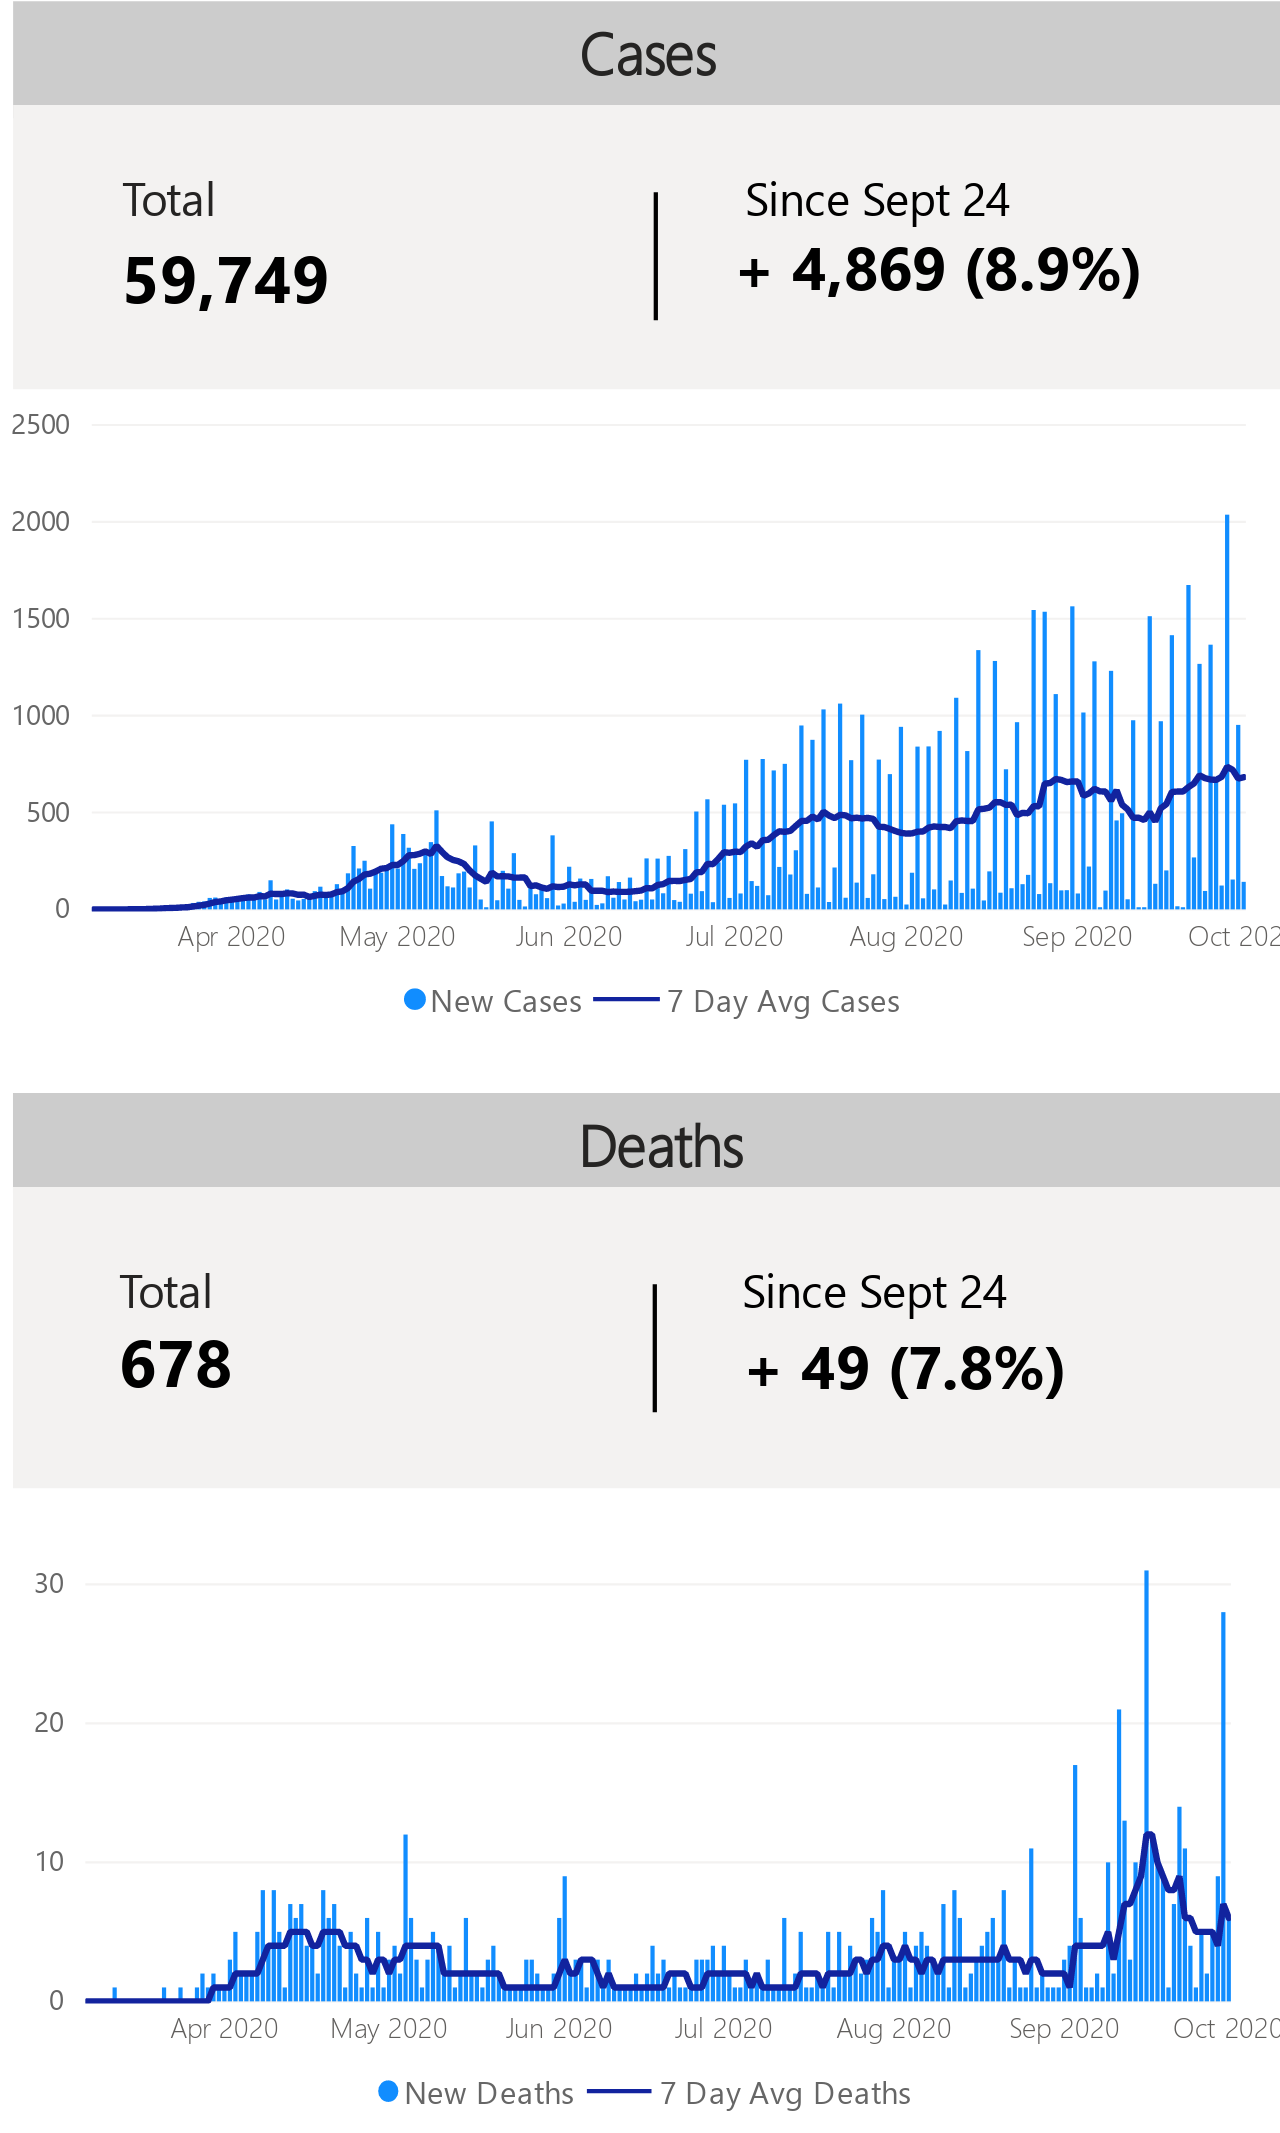 Cases
Total
Since Sept 24
59,749
+ 4,869 (8.9%)
2500
2000
1500
1000
500
0
Apr 2020 May 2020 Jun 2020 Jul 2020 Aug 2020 Sep 2020 Oct 202
New Cases 7 Day Avg Cases
Deaths
Total
Since Sept 24
678
+ 49 (7.8%)
30
20
10
0
Apr 2020 May 2020 Jun 2020 Jul 2020 Aug 2020 Sep 2020 Oct 2020
New Deaths 7 Day Avg Deaths